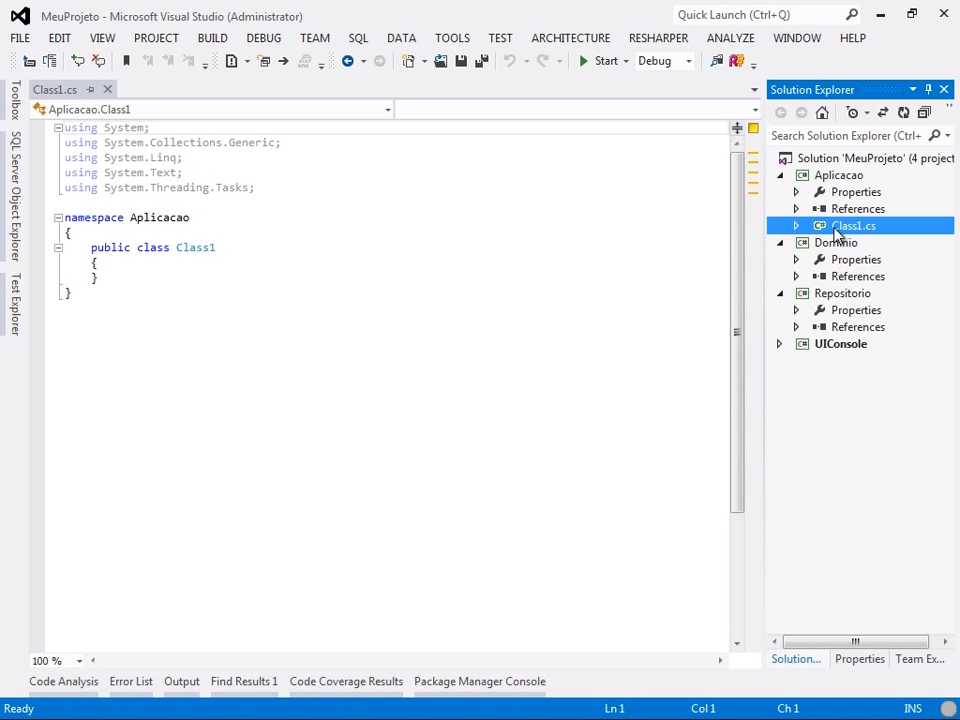 MeuProjeto - Microsoft Visual Studio (Administrator)
Quick Launch (Ctrl+Q)
FILE EDIT VIEW PROJECT BUILD DEBUG TEAM SQL DATA TOOLS TEST ARCHITECTURE RESHARPER ANALYZE WINDOW HELP
Start Debug
Toolbox
SQL Server Object Explorer
Test Explorer
Class1.cs
Aplicacao.Class1
using System;
using System.Collections.Generic;
using System.Linq;
using System.Text;
using System.Threading.Tasks;
namespace Aplicacao
{
public class Class1
{
}
}
100 %
Solution Explorer
Search Solution Explorer (Ctrl+
Solution 'MeuProjeto' (4 project
Aplicacao
Properties
References
Class1.cs
Dominio
Properties
References
Repositorio
Properties
References
UIConsole
Solution... Properties Team Ex...
Code Analysis Error List Output Find Results 1 Code Coverage Results Package Manager Console
Ready Ln 1 Col 1 Ch 1 INS